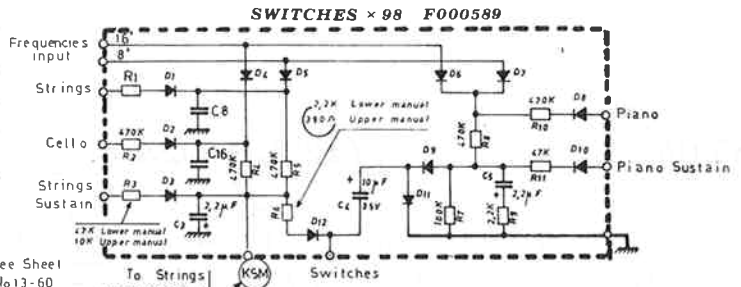 SWITCHES × 98 F000589
Frequencies input
16'
8'
Strings
R1
D1
C8
D4
D5
D6
D7
2,2K Lower manual
390Ω Upper manual
470K
R10
D8
Piano
Cello
470K
R2
D2
C16
470K
R4
470K
R5
470K
R8
D9
47K
R11
D10
Piano Sustain
Strings Sustain
R3
D3
2,2µF
C3
+
R6
D12
+
10µF
C4
25V
D11
100K
R7
C5
+
2,2µF
2,2K
R9
47K Lower manual
10K Upper manual
ee Sheet
No13-60
To Strings
KSM
Switches